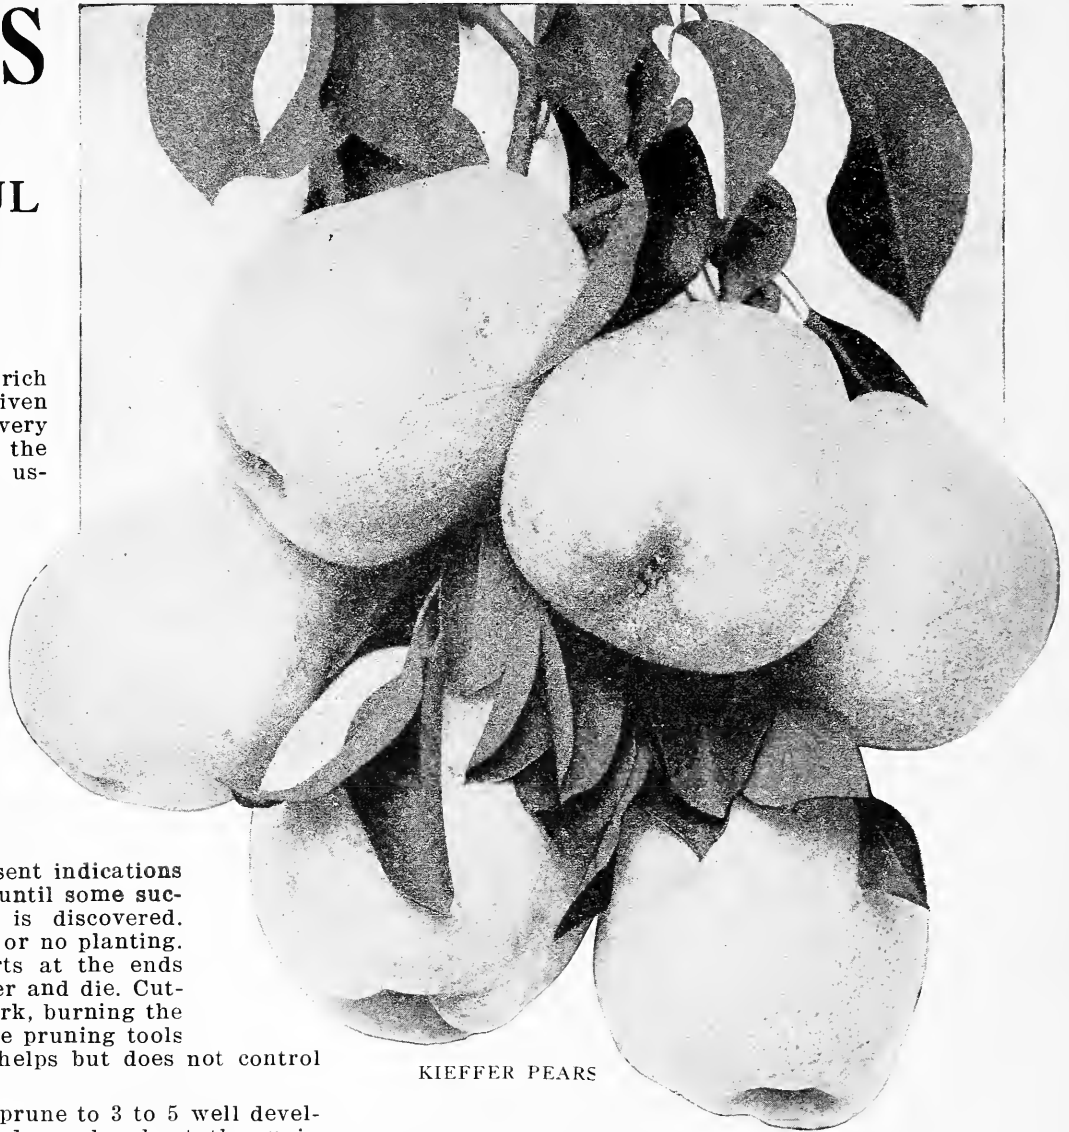 S
UL
rich
iven
very
the
us-
sent indications
until some suc-
is discovered.
or no planting.
rts at the ends
er and die. Cut-
rk, burning the
e pruning tools
helps but does not control
KIEFFER PEARS
prune to 3 to 5 well devel-